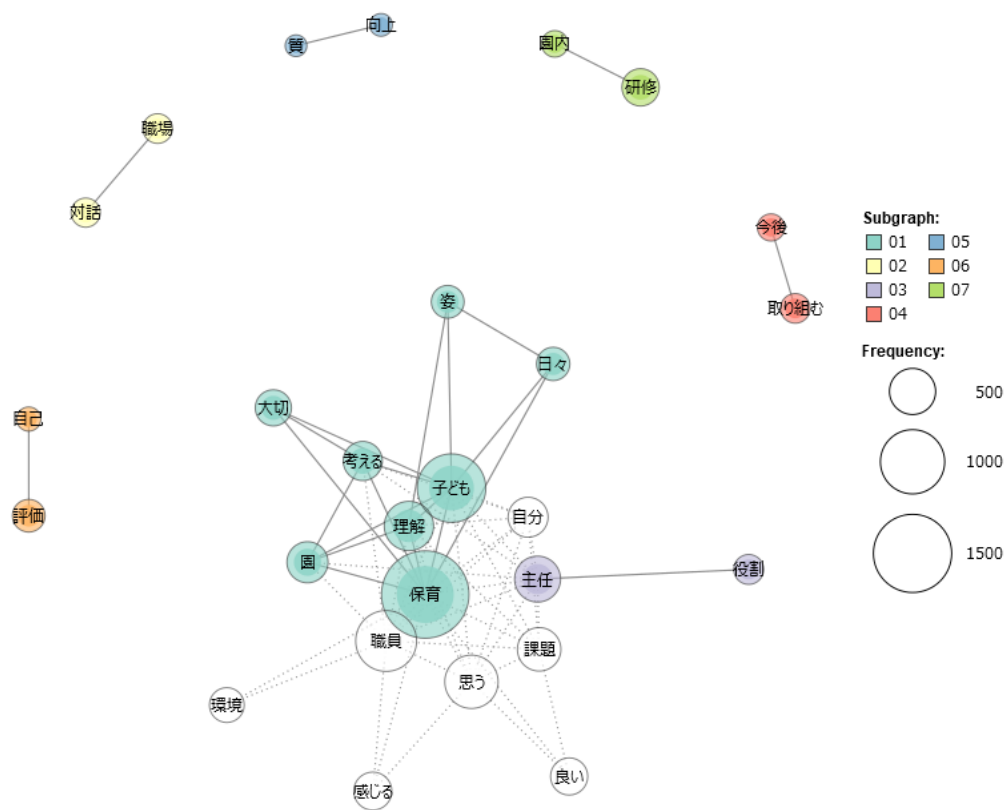 向上
質
園内
研修
職場
対話
今後
取り組む
Subgraph:
01 05
02 06
03 07
04
Frequency:
500
1000
1500
姿
日々
大切
自己
考える
子ども
評価
理解
自分
園
主任
役割
保育
職員
課題
思う
環境
感じる
良い